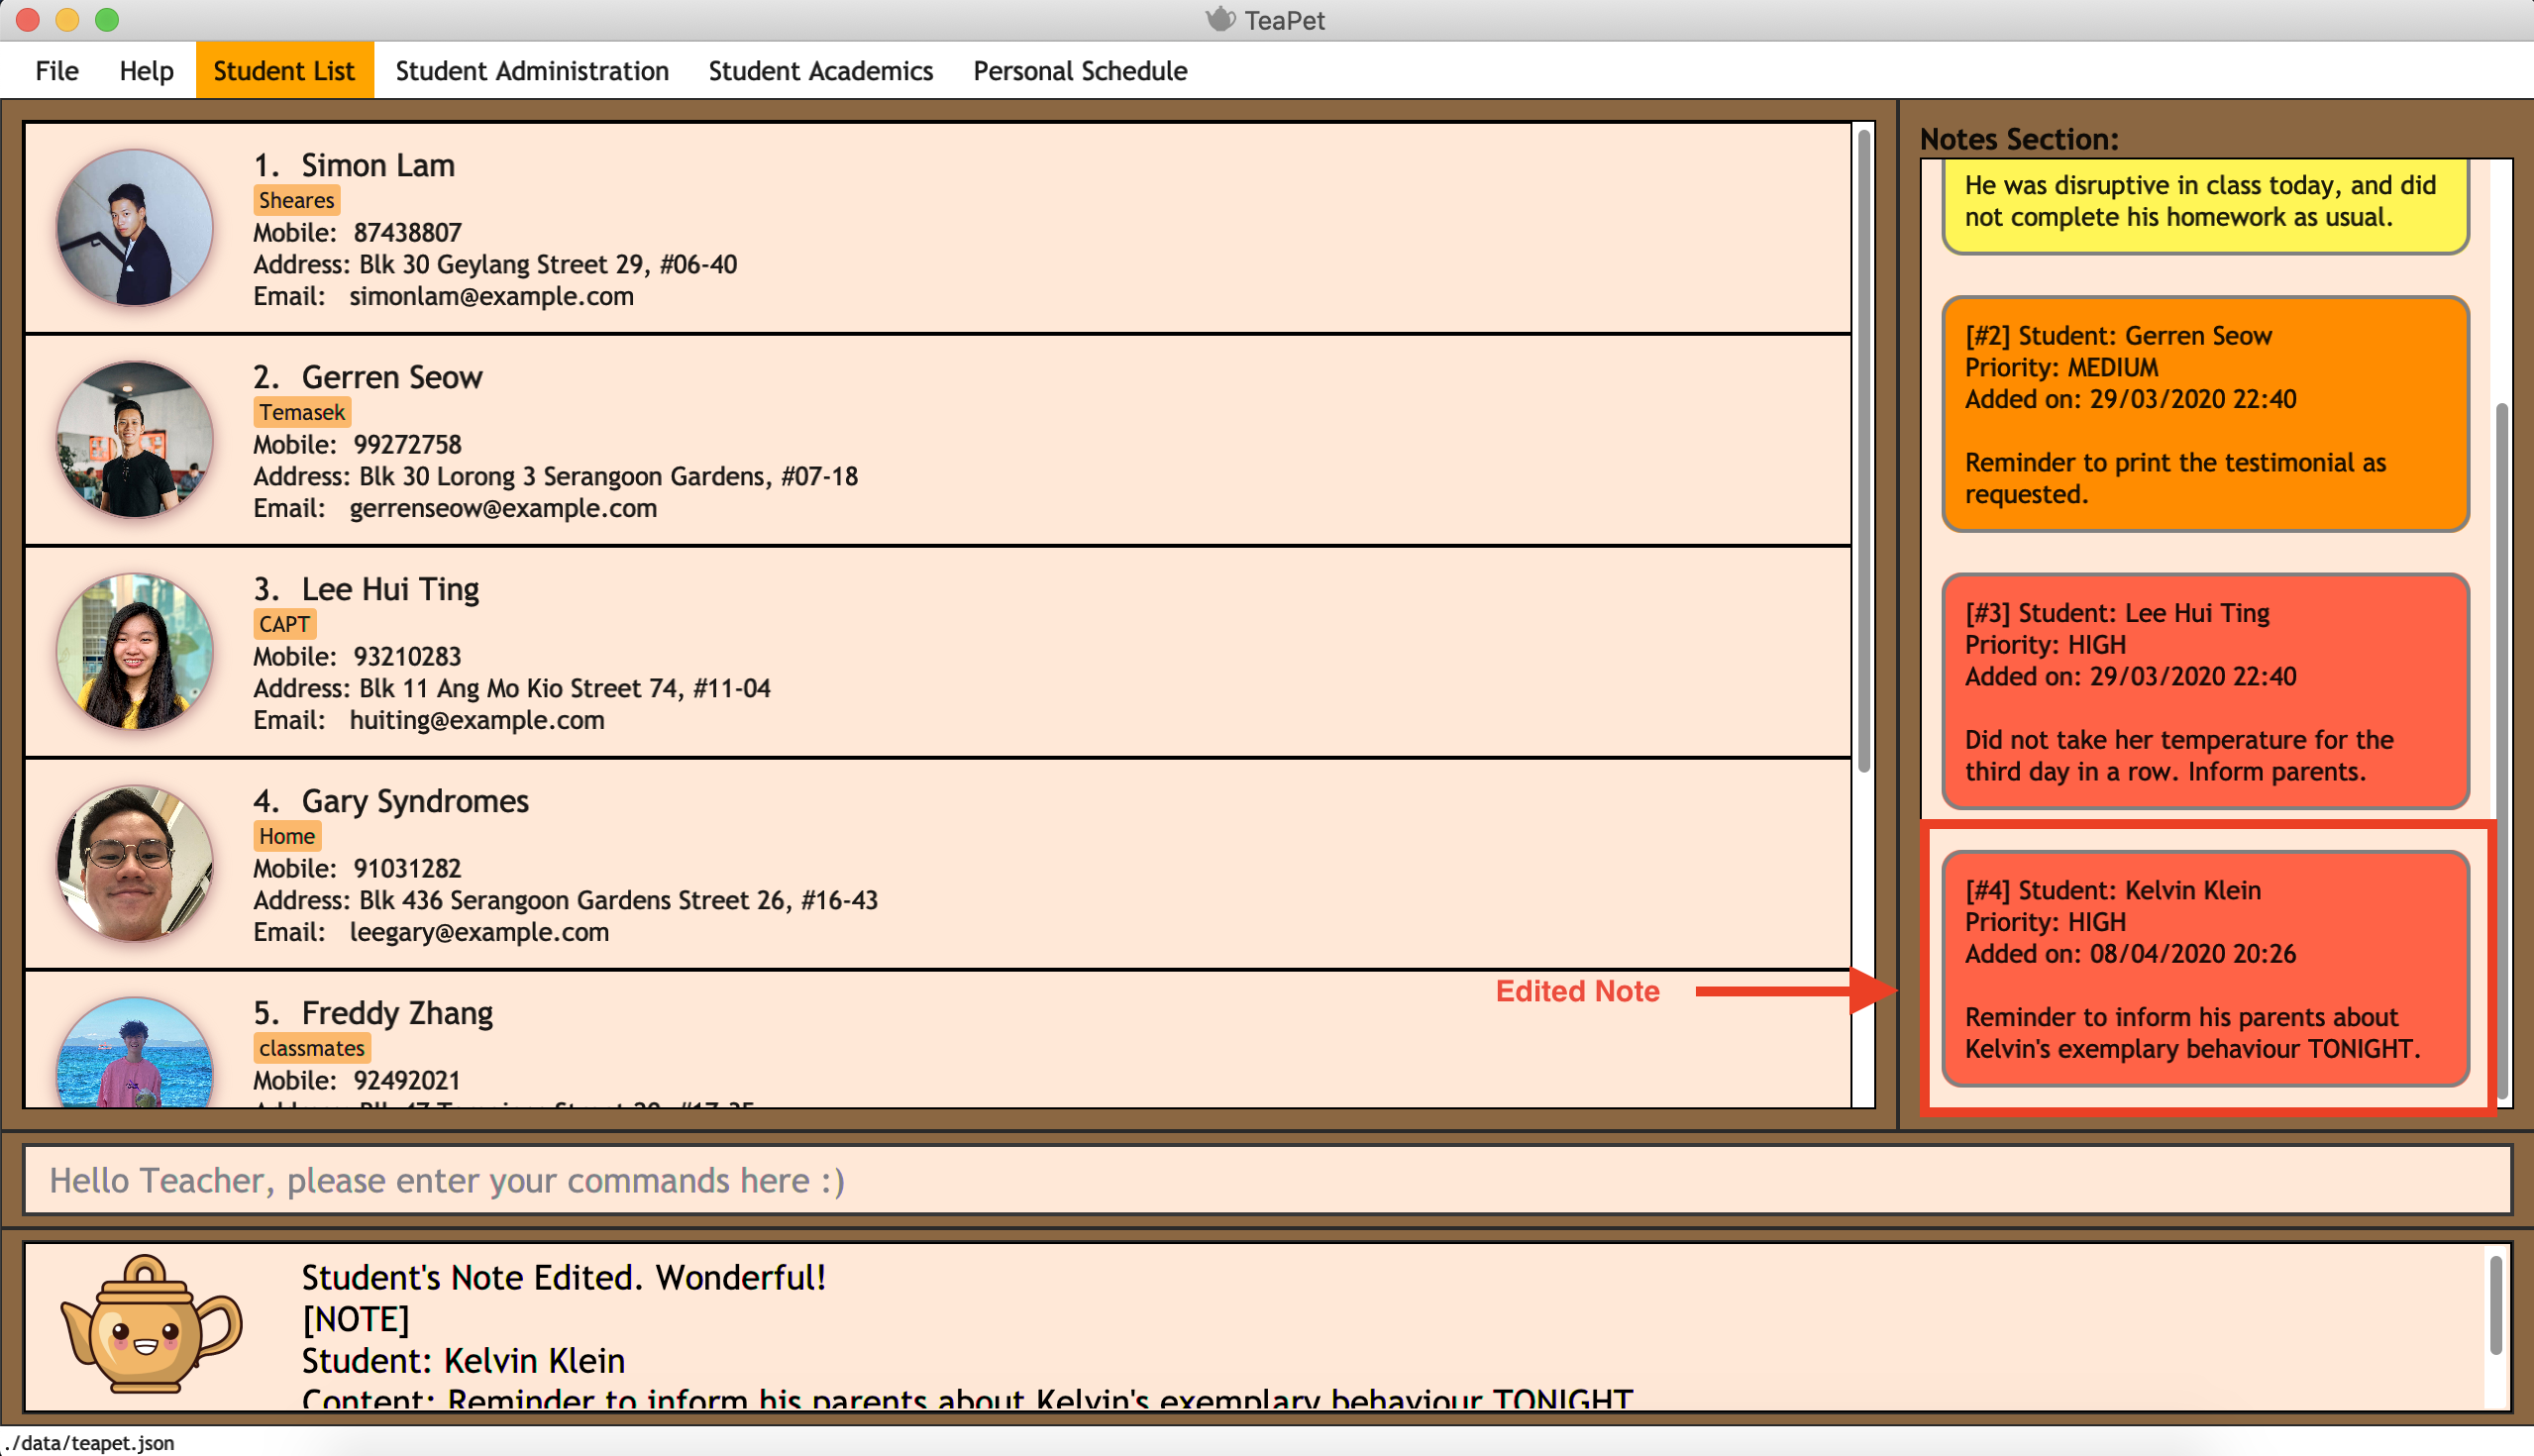 TeaPet
File Help Student List Student Administration Student Academics Personal Schedule
1. Simon Lam
Sheares
Mobile: 87438807
Address: Blk 30 Geylang Street 29, #06-40
Email: simonlam@example.com
2. Gerren Seow
Temasek
Mobile: 99272758
Address: Blk 30 Lorong 3 Serangoon Gardens, #07-18
Email: gerrenseow@example.com
3. Lee Hui Ting
CAPT
Mobile: 93210283
Address: Blk 11 Ang Mo Kio Street 74, #11-04
Email: huiting@example.com
4. Gary Syndromes
Home
Mobile: 91031282
Address: Blk 436 Serangoon Gardens Street 26, #16-43
Email: leegary@example.com
5. Freddy Zhang
classmates
Mobile: 92492021
Edited Note
Notes Section:
He was disruptive in class today, and did
not complete his homework as usual.
[#2] Student: Gerren Seow
Priority: MEDIUM
Added on: 29/03/2020 22:40
Reminder to print the testimonial as
requested.
[#3] Student: Lee Hui Ting
Priority: HIGH
Added on: 29/03/2020 22:40
Did not take her temperature for the
third day in a row. Inform parents.
[#4] Student: Kelvin Klein
Priority: HIGH
Added on: 08/04/2020 20:26
Reminder to inform his parents about
Kelvin's exemplary behaviour TONIGHT.
Hello Teacher, please enter your commands here :)
Student's Note Edited. Wonderful!
[NOTE]
Student: Kelvin Klein
Content: Reminder to inform his parents about Kelvin's exemplary behaviour TONIGHT
./data/teapet.json